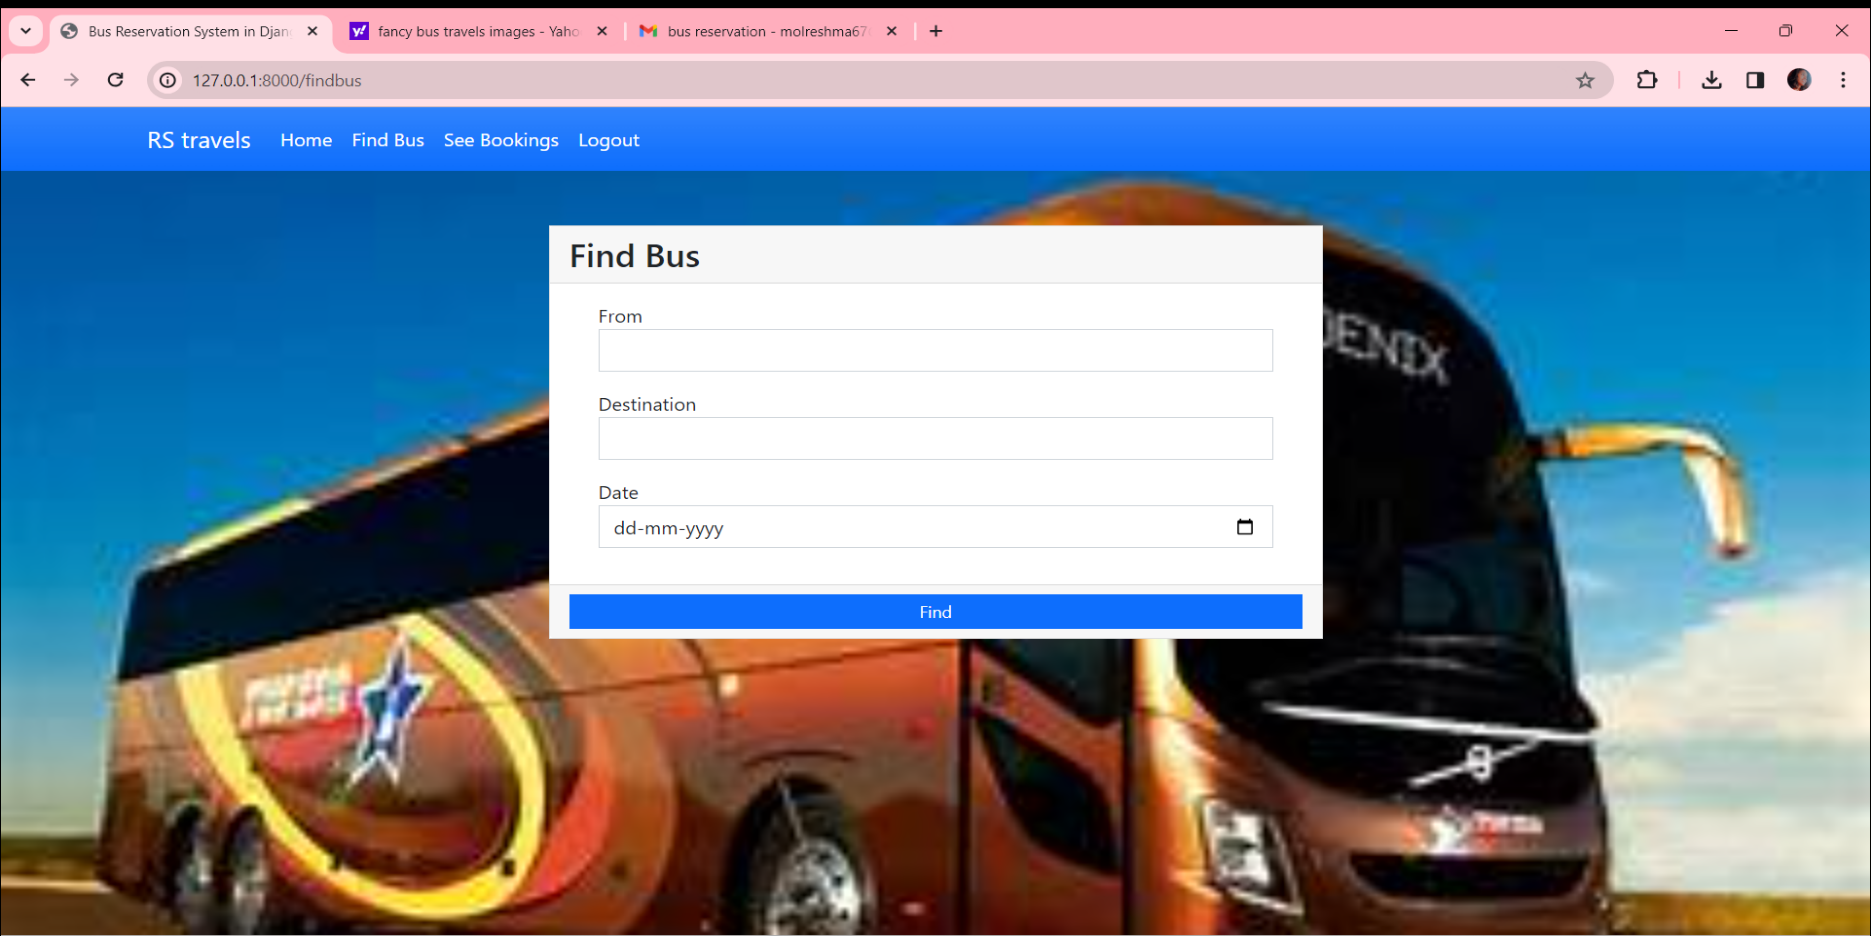 Bus Reservation System in Djan
fancy bus travels images - Yaho
bus reservation - molreshma67
127.0.0.1:8000/findbus
RS travels Home Find Bus See Bookings Logout
Find Bus
From
Destination
Date
dd-mm-yyyy
Find
ENIX